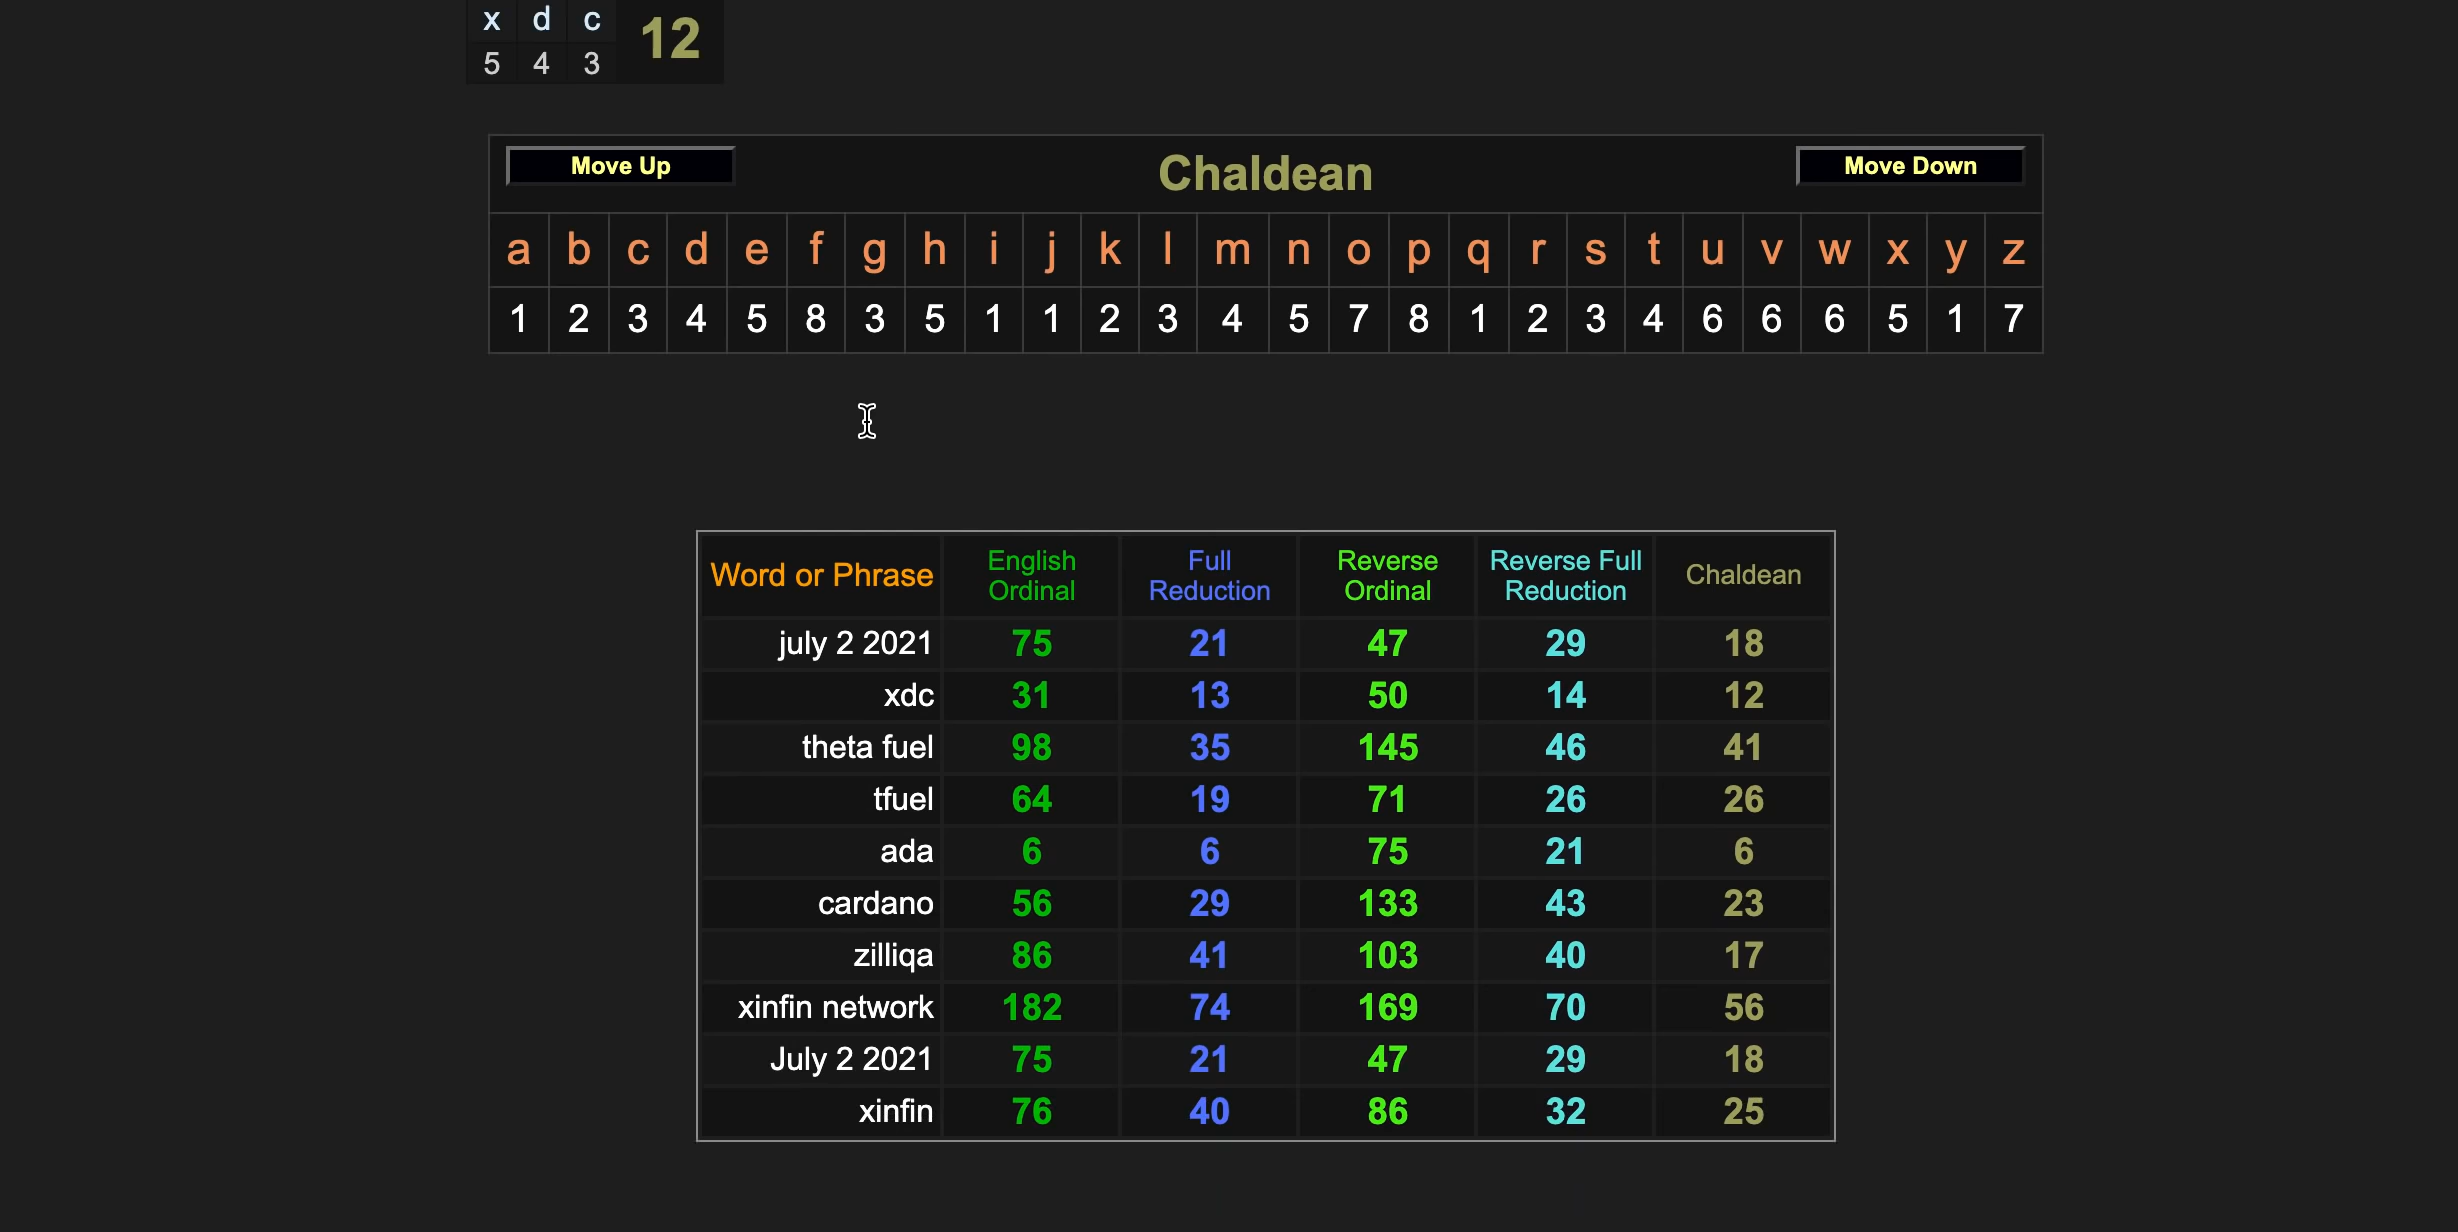 x d c 12
5 4 3
Move Up Chaldean Move Down
a b c d e f g h i j k l m n o p q r s t u v w x y z
1 2 3 4 5 8 3 5 1 1 2 3 4 5 7 8 1 2 3 4 6 6 6 5 1 7
Word or Phrase English Ordinal Full Reduction Reverse Ordinal Reverse Full Reduction Chaldean
july 2 2021 75 21 47 29 18
xdc 31 13 50 14 12
theta fuel 98 35 145 46 41
tfuel 64 19 71 26 26
ada 6 6 75 21 6
cardano 56 29 133 43 23
zilliqa 86 41 103 40 17
xinfin network 182 74 169 70 56
July 2 2021 75 21 47 29 18
xinfin 76 40 86 32 25